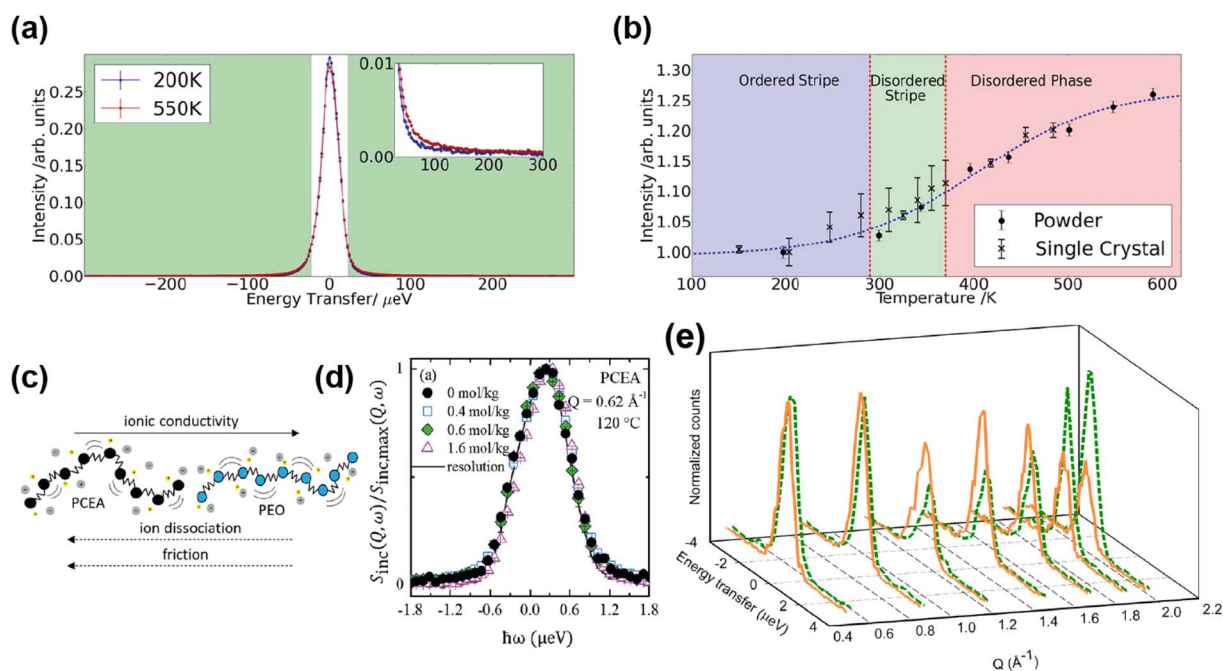 (a)
Intensity /arb. units
0.25
0.20
0.15
0.10
0.05
0.00
200K
550K
0.01
0.00
100
200
300
−200
−100
0
100
200
Energy Transfer/ μeV
(b)
Intensity /arb. units
1.30
1.25
1.20
1.15
1.10
1.05
1.00
Ordered Stripe
Disordered
Stripe
Disordered Phase
Powder
Single Crystal
100
200
300
400
500
600
Temperature /K
(c)
ionic conductivity
PCEA
PEO
ion dissociation
friction
(d)
(a)
PCEA
Q = 0.62 Å⁻¹
120 °C
0 mol/kg
0.4 mol/kg
0.6 mol/kg
1.6 mol/kg
resolution
Sinc(Q, ω)/Sinc,max(Q, ω)
1
0
-1.8
-0.6
0.0
0.6
1.8
ħω (μeV)
(e)
Normalized counts
-4
-2
0
2
4
Energy transfer (μeV)
0.4
0.6
0.8
1.0
1.2
1.4
1.6
1.8
2.0
2.2
Q (Å⁻¹)